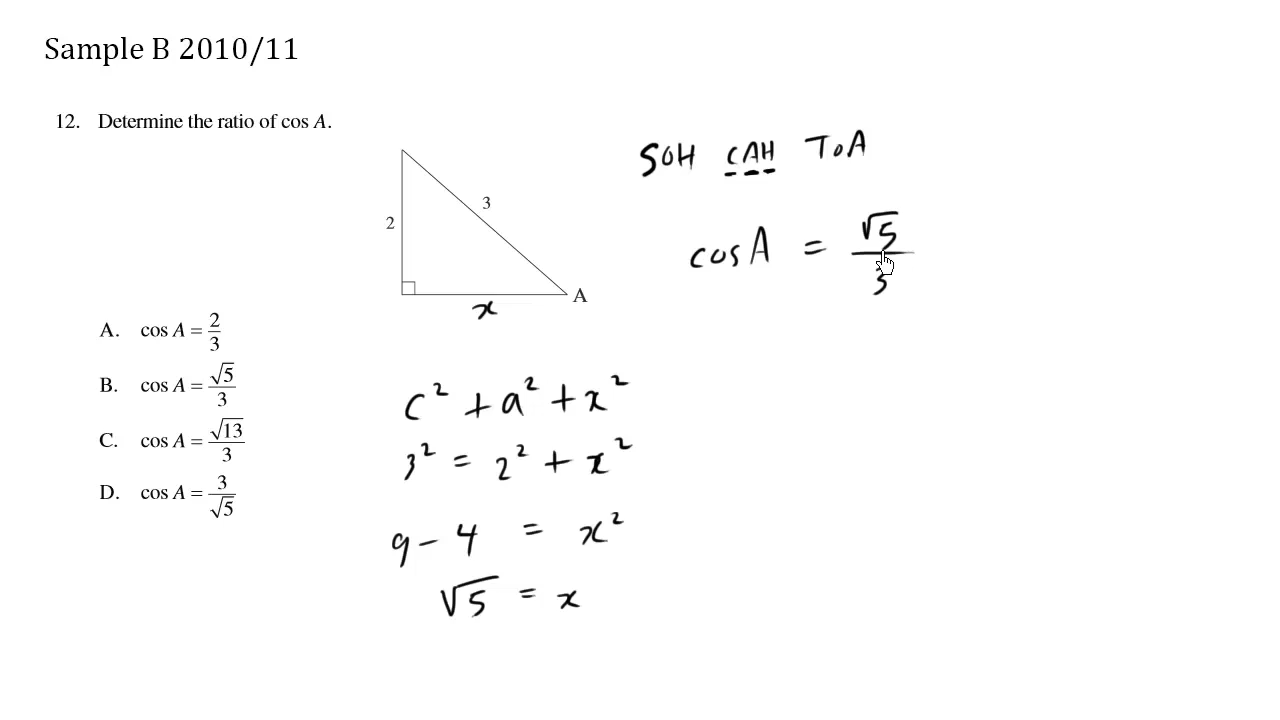 Sample B 2010/11
12. Determine the ratio of cos A.
SOH CAH TOA
2
3
cos A = √5/3
A
x
A. cos A = 2/3
B. cos A = √5/3
C. cos A = √13/3
D. cos A = 3/√5
c² + a² + x²
3² = 2² + x²
9 - 4 = x²
√5 = x